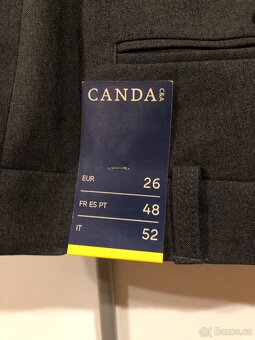 CANDA C&A
EUR 26
FR ES PT 48
IT 52
© Bazos.cz